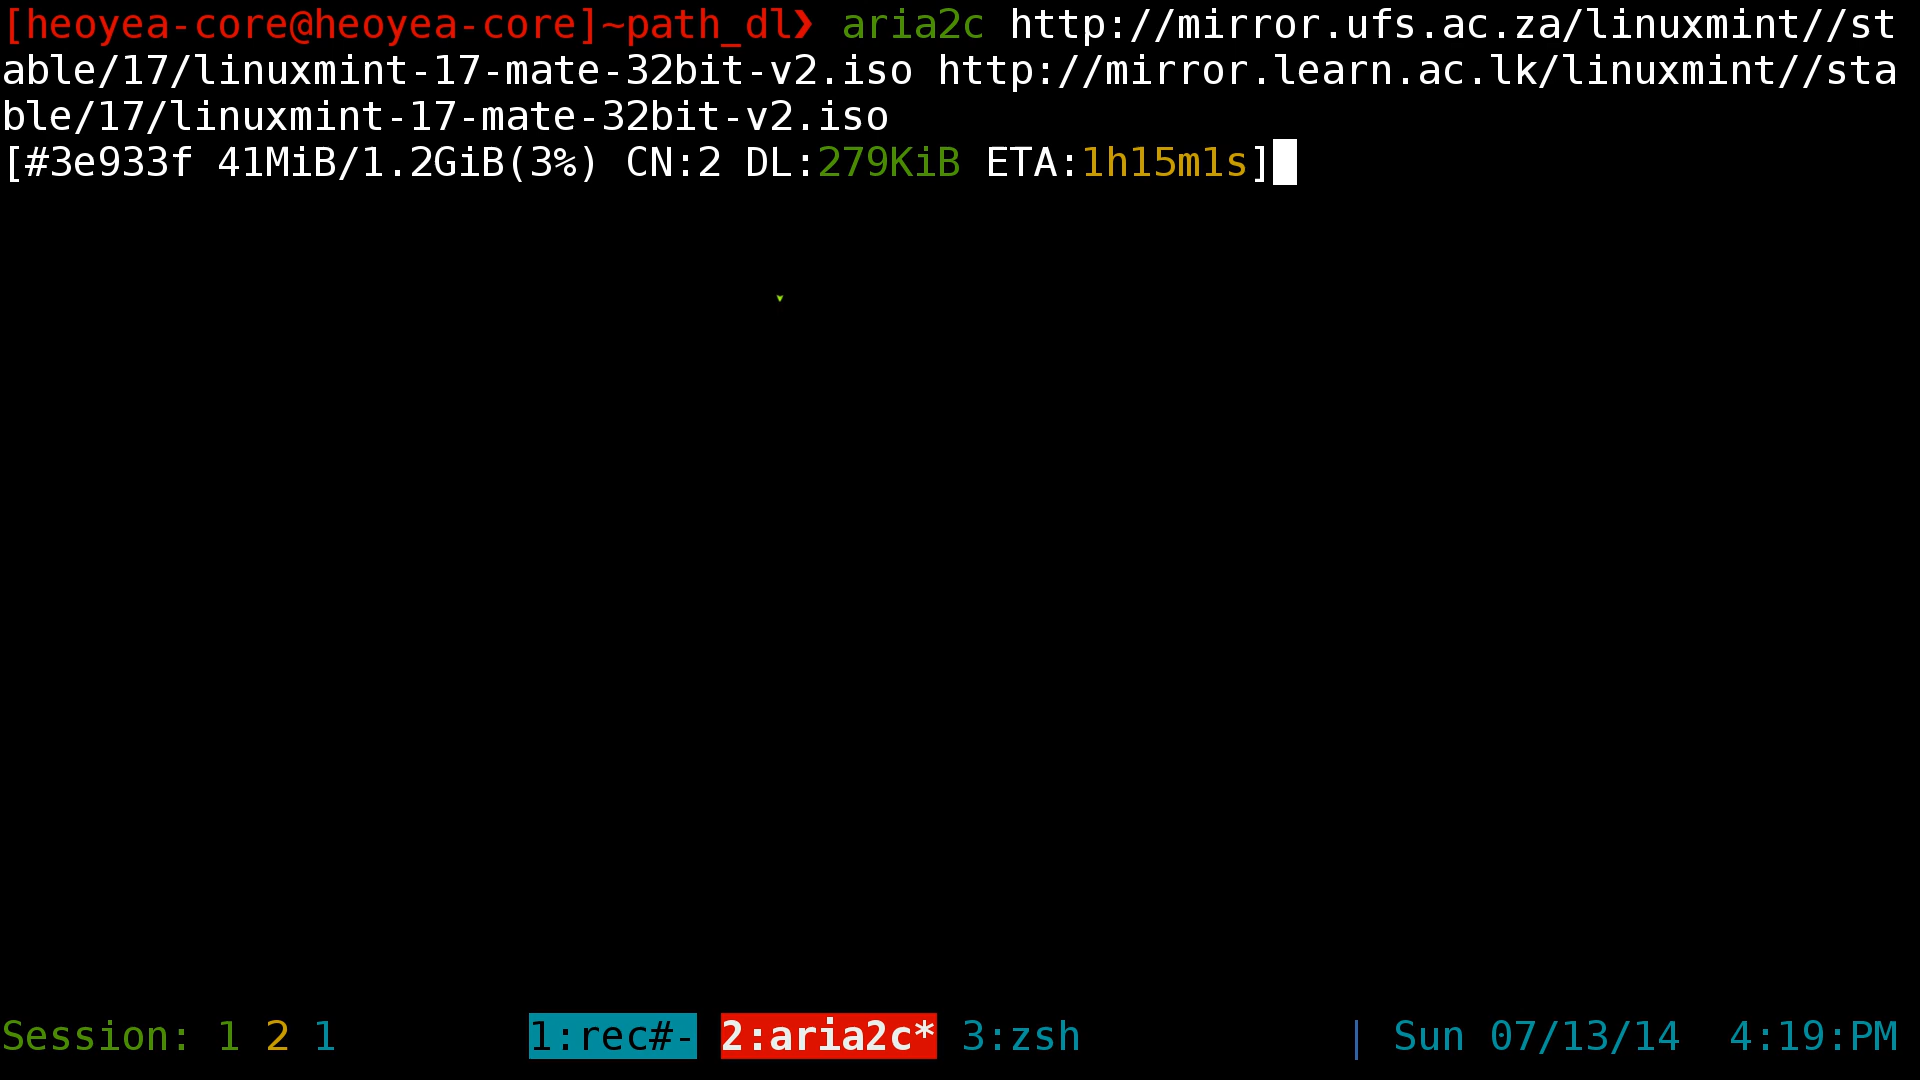 [heoyea-core@heoyea-core]~path_dl❯ aria2c http://mirror.ufs.ac.za/linuxmint//st
able/17/linuxmint-17-mate-32bit-v2.iso http://mirror.learn.ac.lk/linuxmint//sta
ble/17/linuxmint-17-mate-32bit-v2.iso
[#3e933f 41MiB/1.2GiB(3%) CN:2 DL:279KiB ETA:1h15m1s]
Session: 1 2 1 1:rec#- 2:aria2c* 3:zsh | Sun 07/13/14 4:19:PM